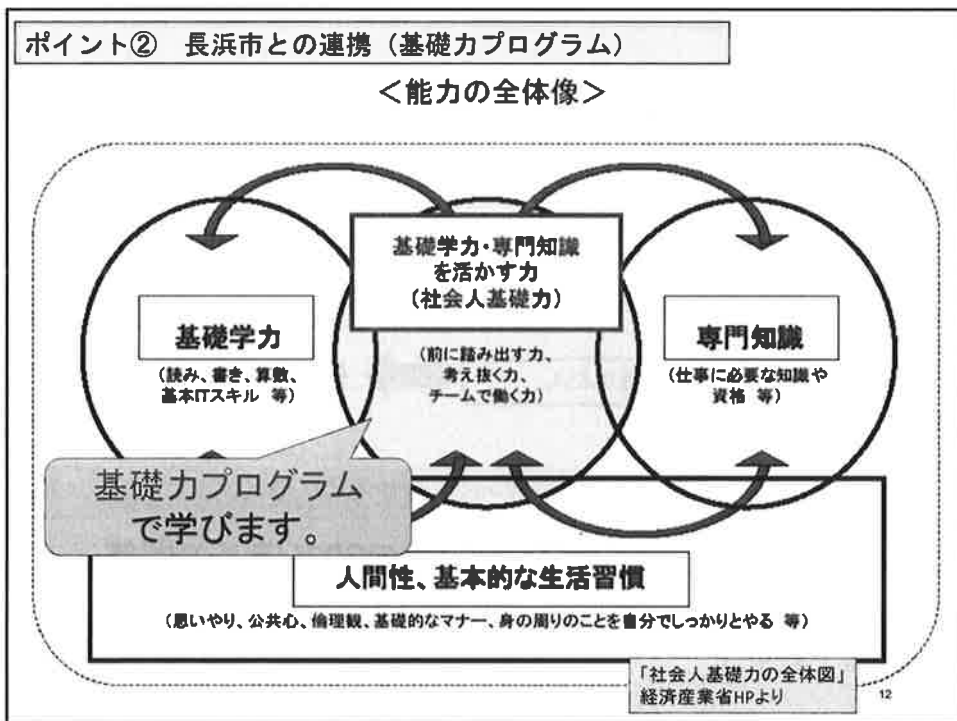 ポイント② 長浜市との連携（基礎力プログラム）
＜能力の全体像＞
基礎学力・専門知識
を活かす力
（社会人基礎力）
基礎学力
（読み、書き、算数、
基本ITスキル 等）
（前に踏み出す力、
考え抜く力、
チームで働く力）
専門知識
（仕事に必要な知識や
資格 等）
基礎力プログラム
で学びます。
人間性、基本的な生活習慣
（思いやり、公共心、倫理観、基礎的なマナー、身の周りのことを自分でしっかりとやる 等）
「社会人基礎力の全体図」
経済産業省HPより
12